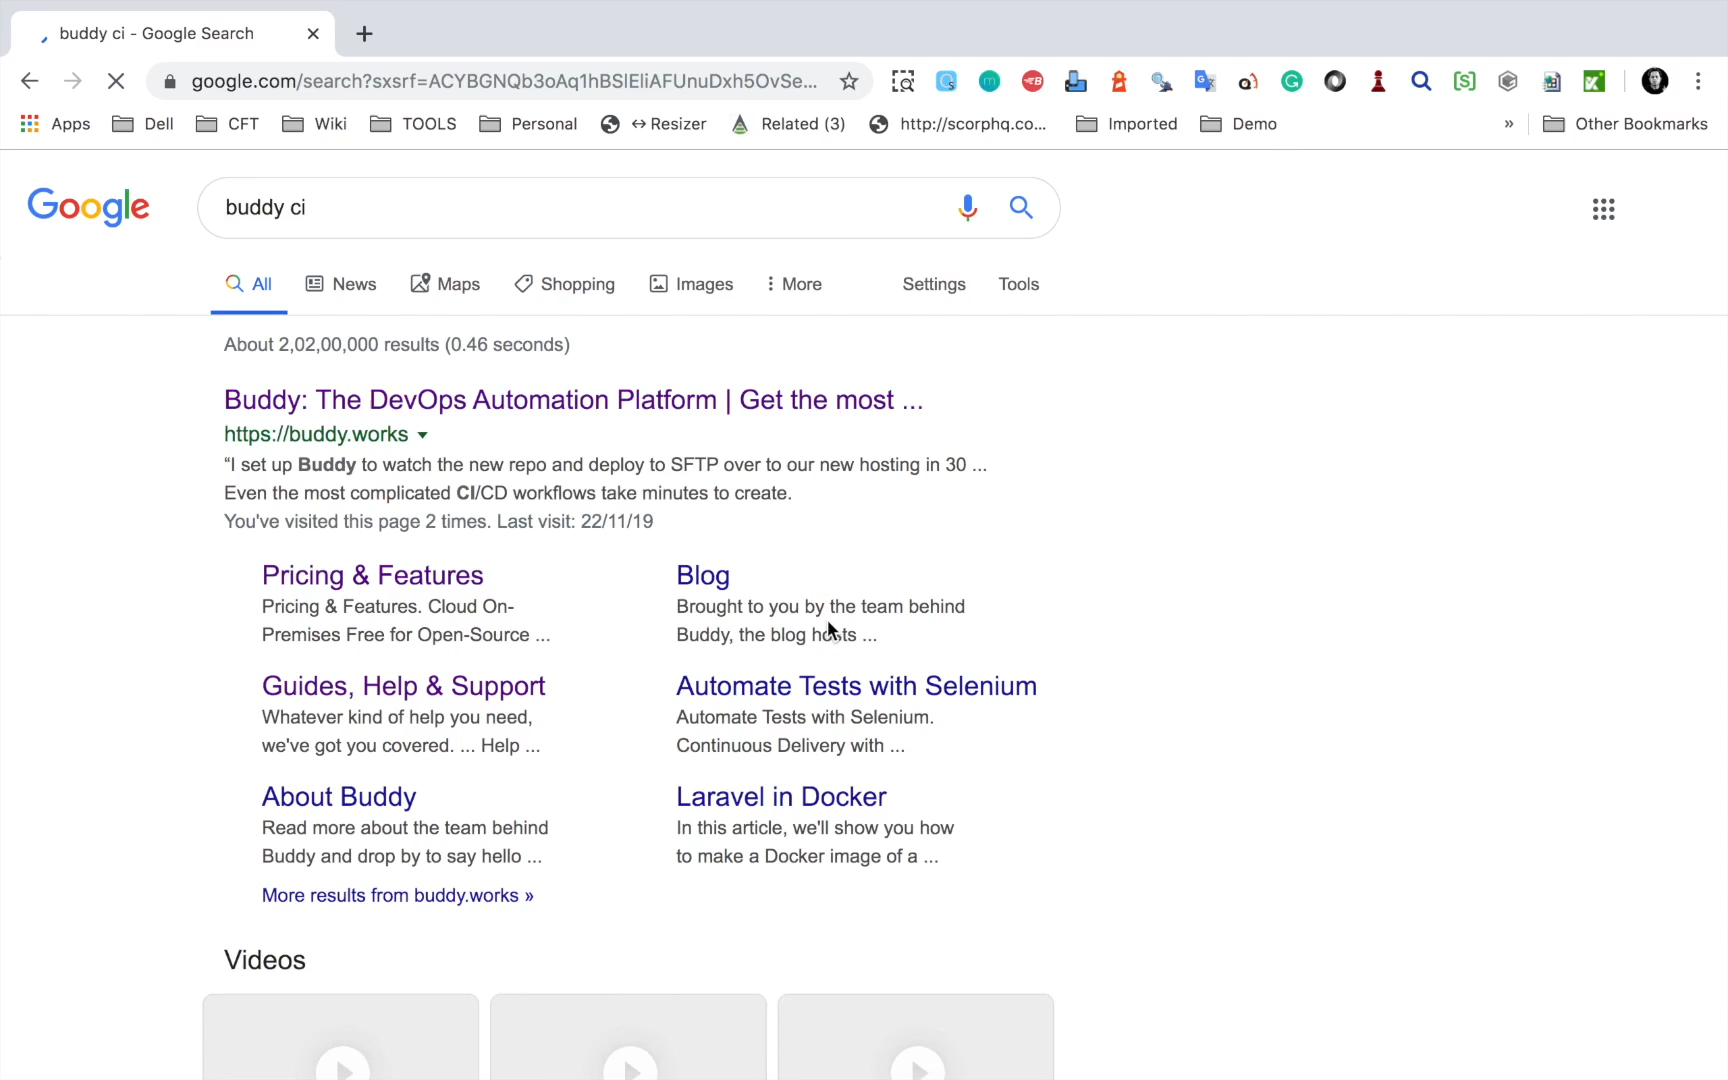 buddy ci - Google Search
google.com/search?sxsrf=ACYBGNQb3oAq1hBSlEliAFUnuDxh5OvSe...
Apps Dell CFT Wiki TOOLS Personal ↔ Resizer Related (3) http://scorphq.co... Imported Demo » Other Bookmarks
Google buddy ci
All News Maps Shopping Images More Settings Tools
About 2,02,00,000 results (0.46 seconds)
Buddy: The DevOps Automation Platform | Get the most ...
https://buddy.works
“I set up Buddy to watch the new repo and deploy to SFTP over to our new hosting in 30 ...
Even the most complicated CI/CD workflows take minutes to create.
You've visited this page 2 times. Last visit: 22/11/19
Pricing & Features
Pricing & Features. Cloud On-
Premises Free for Open-Source ...
Blog
Brought to you by the team behind
Buddy, the blog hosts ...
Guides, Help & Support
Whatever kind of help you need,
we've got you covered. ... Help ...
Automate Tests with Selenium
Automate Tests with Selenium.
Continuous Delivery with ...
About Buddy
Read more about the team behind
Buddy and drop by to say hello ...
Laravel in Docker
In this article, we'll show you how
to make a Docker image of a ...
More results from buddy.works »
Videos